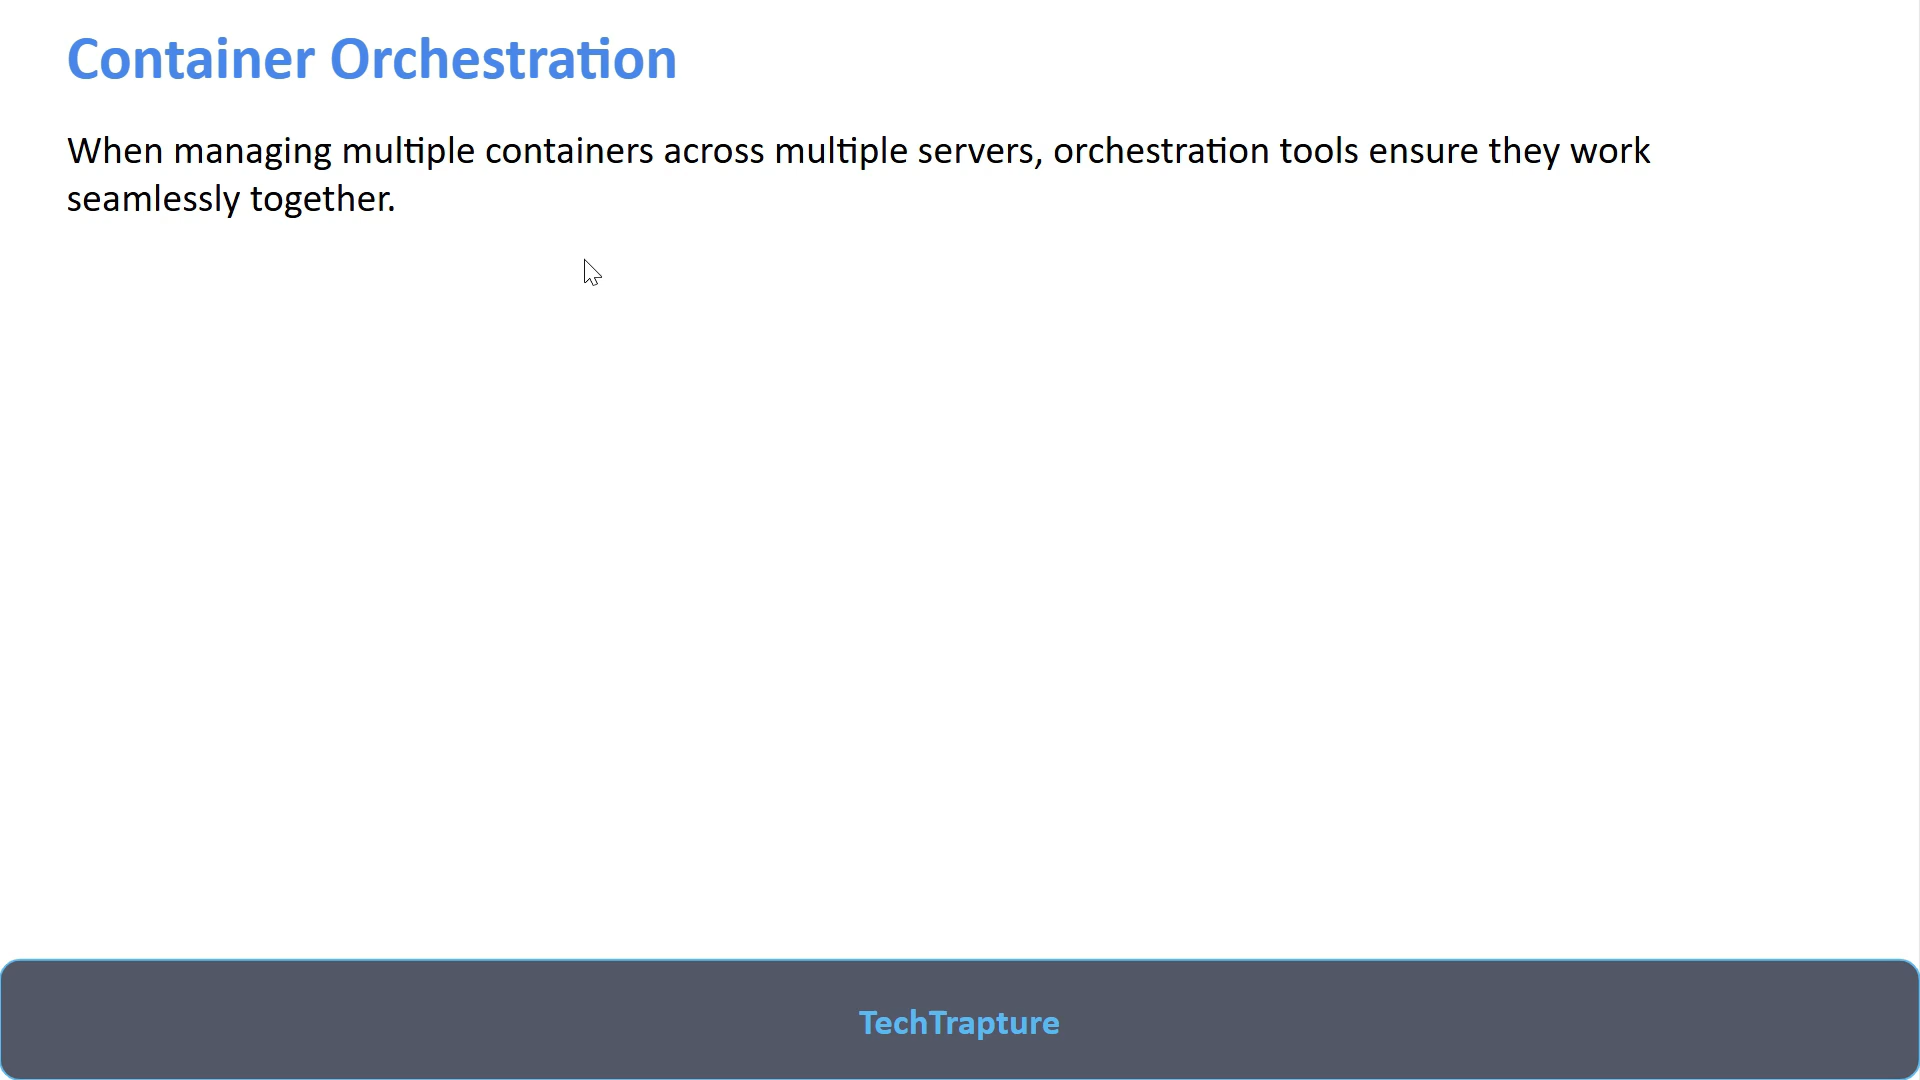 Container Orchestration
When managing multiple containers across multiple servers, orchestration tools ensure they work
seamlessly together.
TechTrapture